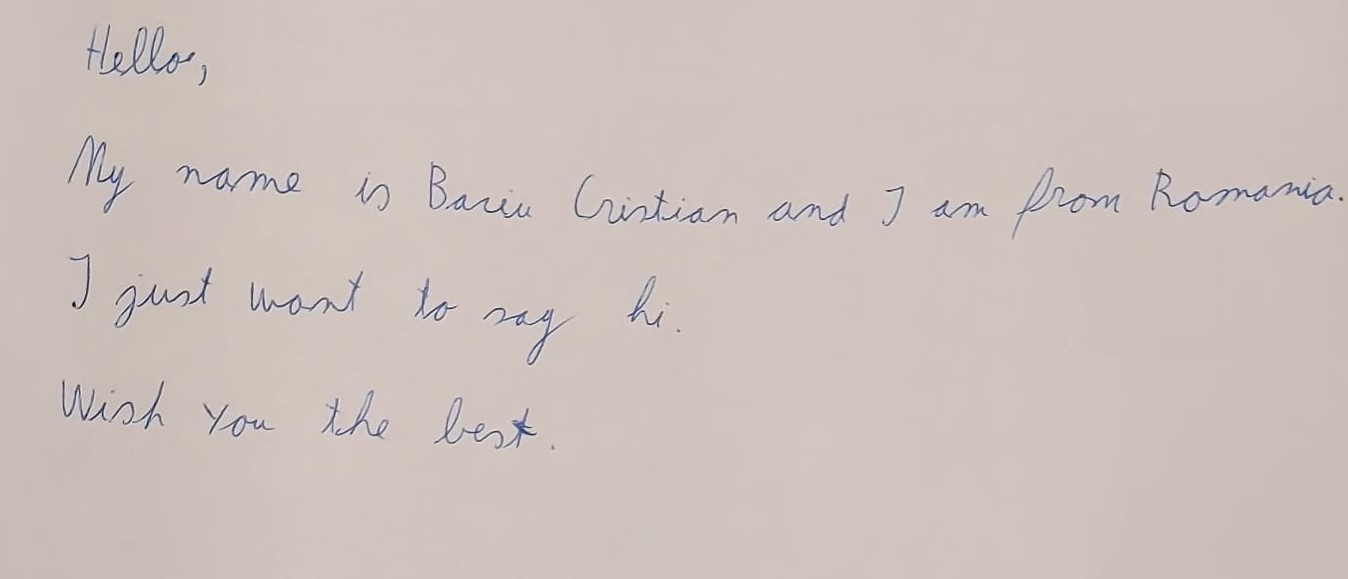 Hello,
My name is Baciu Cristian and I am from Romania.
I just want to say hi.
Wish you the best.